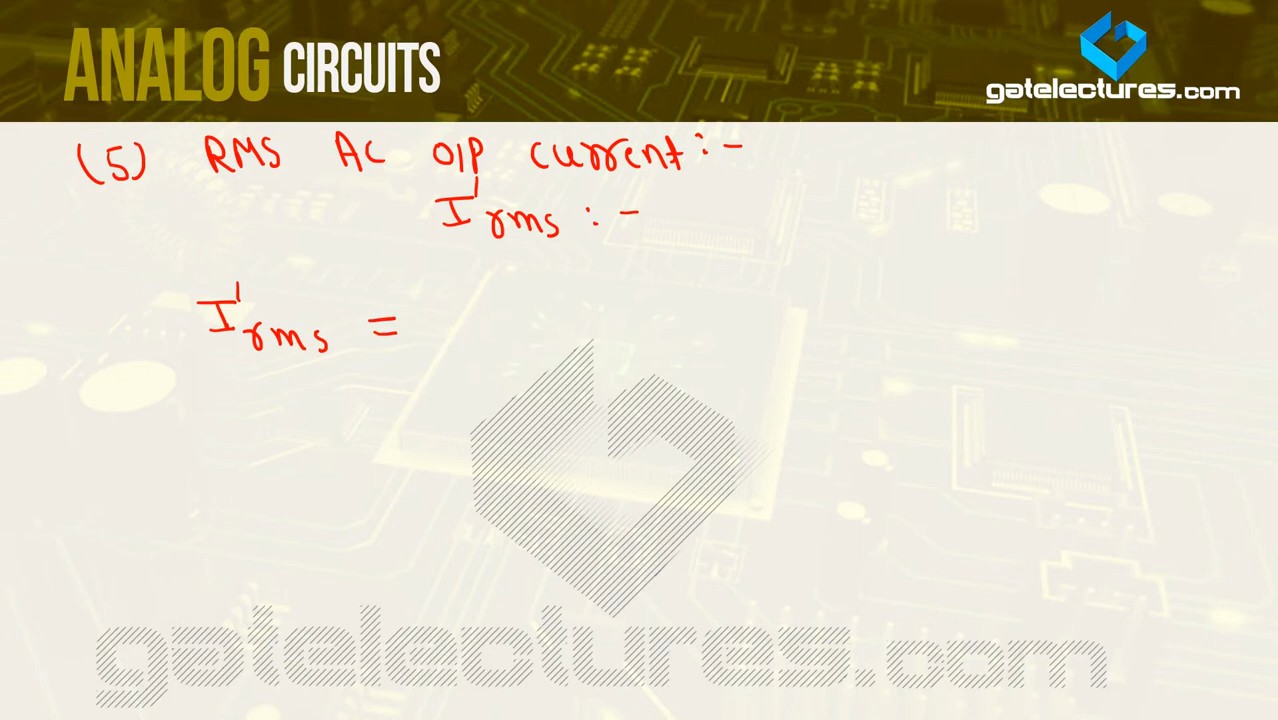 ANALOG CIRCUITS
gatelectures.com
(5) RMS AC O/P current :-
I'rms :-
I'rms =
gatelectures.com